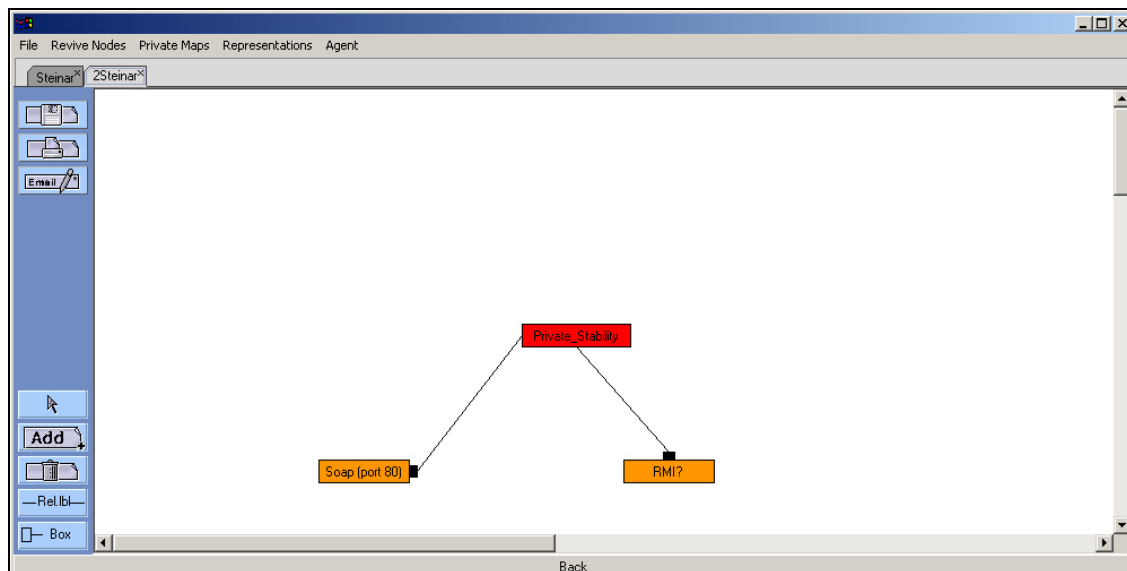 File Revive Nodes Private Maps Representations Agent
Steinar x 2Steinar x
Email
Private_Stability
Soap (port 80)
RMI?
Add
Rel.lbl
Box
Back